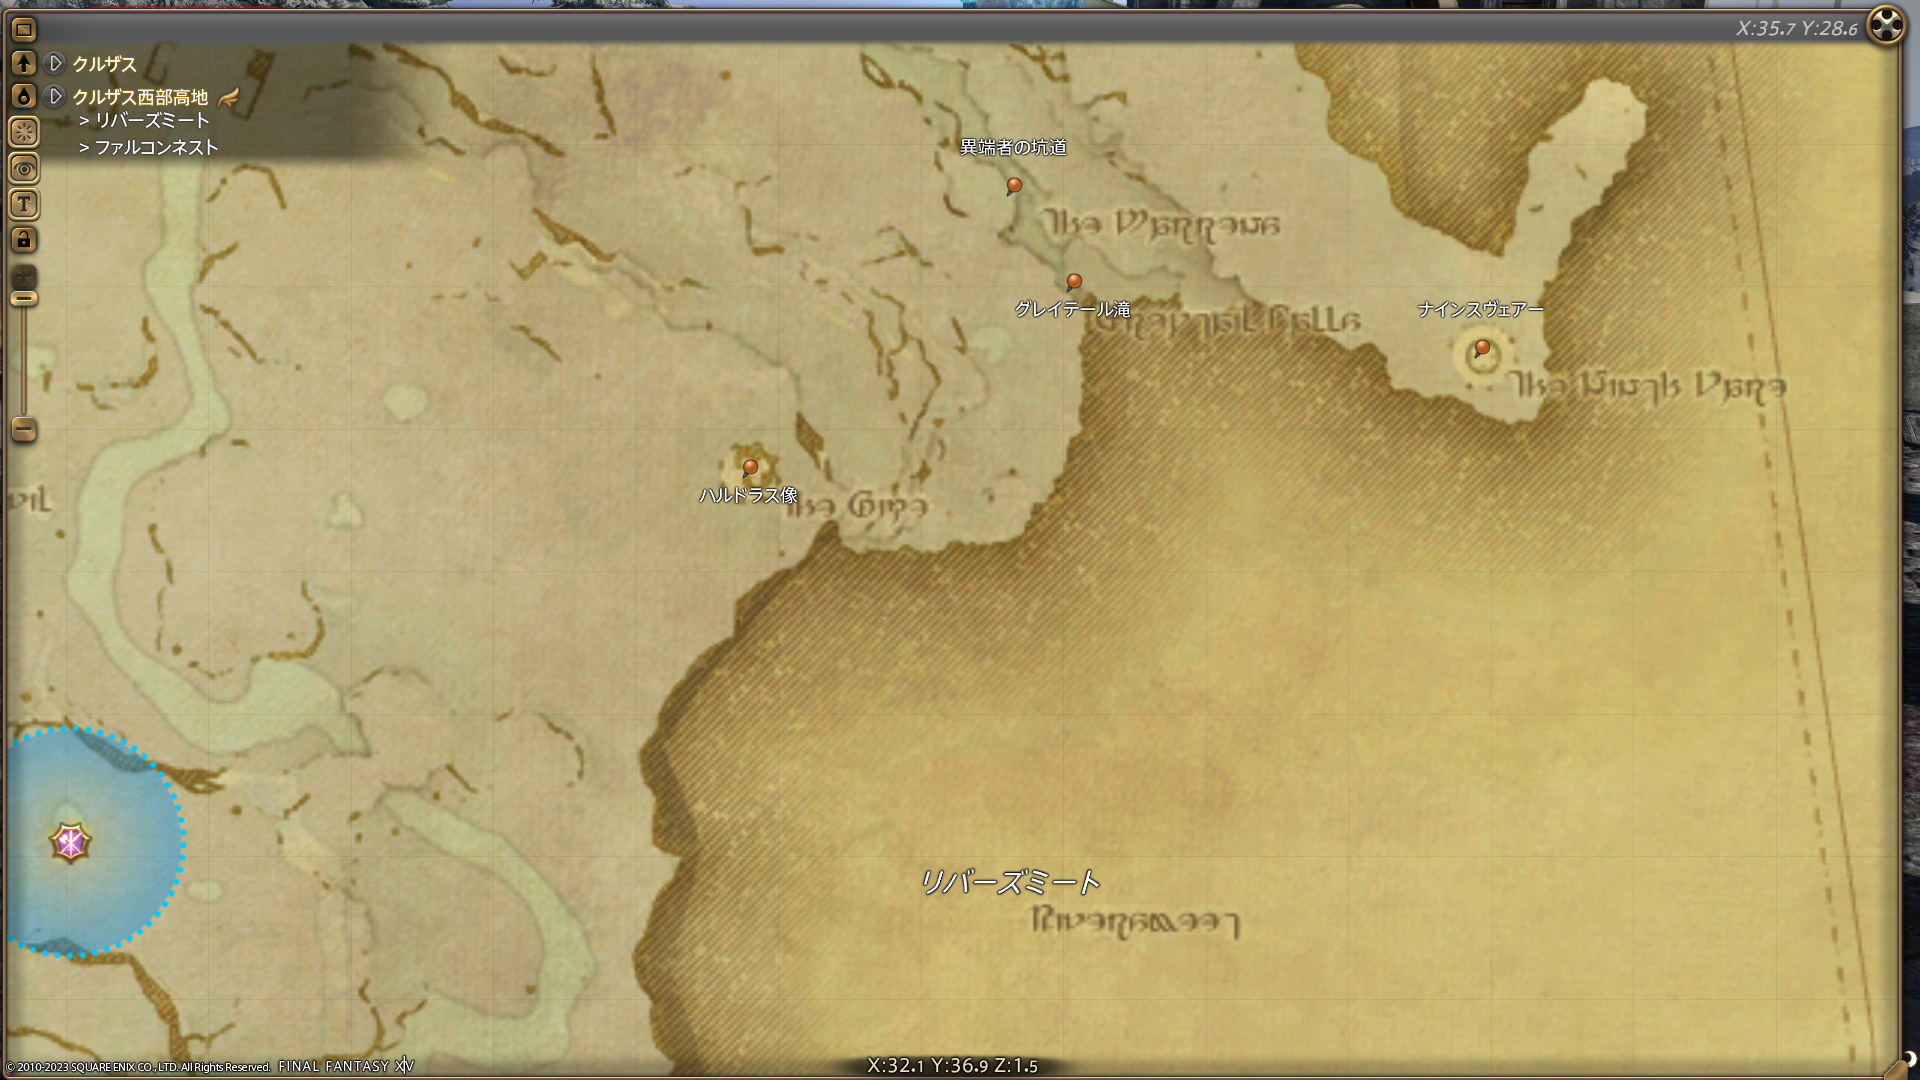 X:35.7 Y:28.6
クルザス
クルザス西部高地
> リバーズミート
> ファルコンネスト
T
異端者の坑道
グレイテール滝
ナインスヴェアー
ハルドラス像
リバーズミート
© 2010-2023 SQUARE ENIX CO., LTD. All Rights Reserved. FINAL FANTASY XIV
X:32.1 Y:36.9 Z:1.5